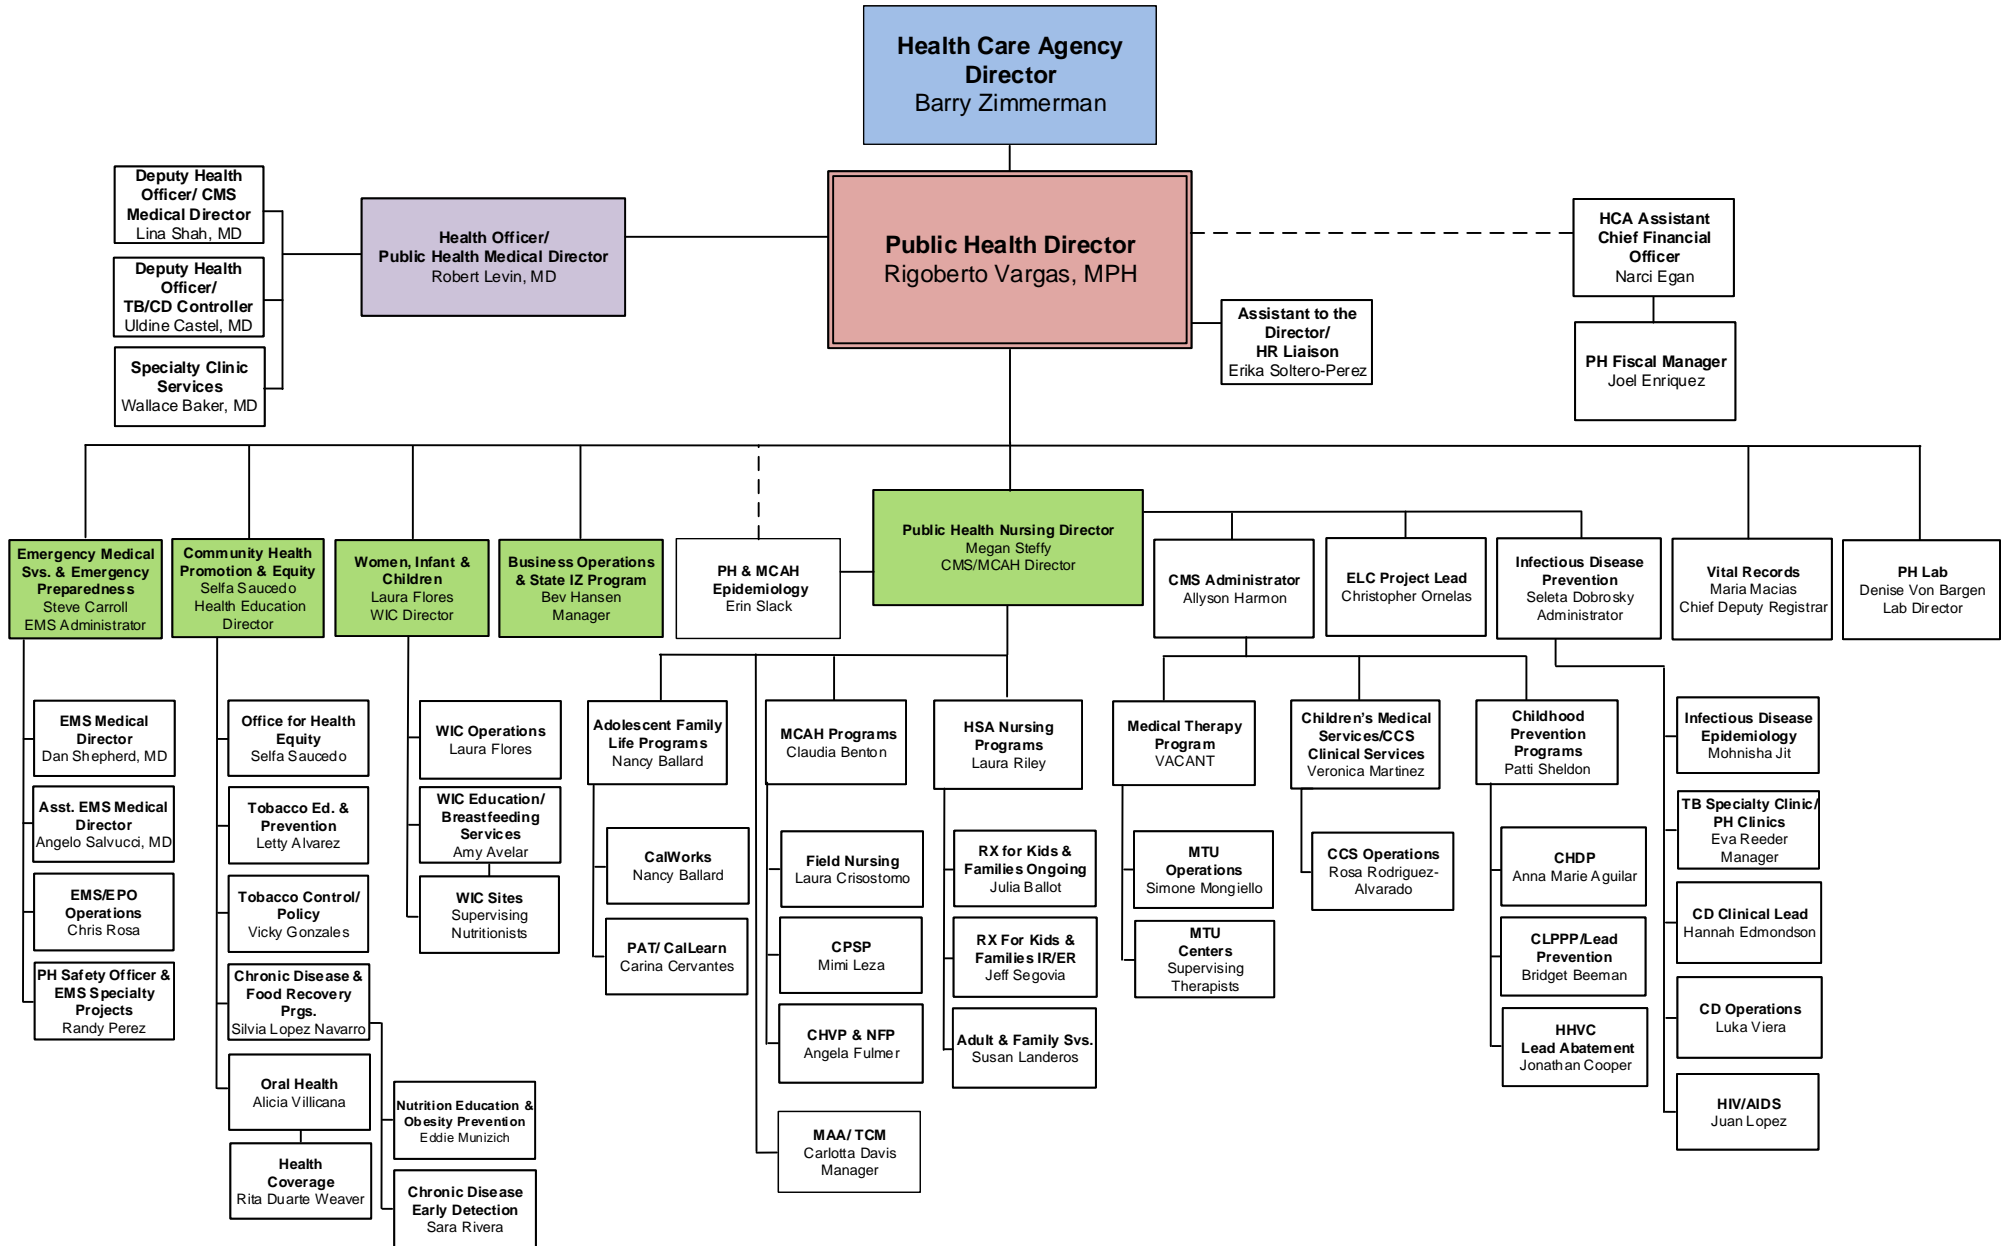 Health Care Agency
Director
Barry Zimmerman
Deputy Health
Officer/ CMS
Medical Director
Lina Shah, MD
Deputy Health
Officer/
TB/CD Controller
Uldine Castel, MD
Specialty Clinic
Services
Wallace Baker, MD
Health Officer/
Public Health Medical Director
Robert Levin, MD
Public Health Director
Rigoberto Vargas, MPH
Assistant to the
Director/
HR Liaison
Erika Soltero-Perez
HCA Assistant
Chief Financial
Officer
Narci Egan
PH Fiscal Manager
Joel Enriquez
Emergency Medical
Svs. & Emergency
Preparedness
Steve Carroll
EMS Administrator
Community Health
Promotion & Equity
Selfa Saucedo
Health Education
Director
Women, Infant &
Children
Laura Flores
WIC Director
Business Operations
& State IZ Program
Bev Hansen
Manager
PH & MCAH
Epidemiology
Erin Slack
Public Health Nursing Director
Megan Steffy
CMS/MCAH Director
CMS Administrator
Allyson Harmon
ELC Project Lead
Christopher Ornelas
Infectious Disease
Prevention
Seleta Dobrosky
Administrator
Vital Records
Maria Macias
Chief Deputy Registrar
PH Lab
Denise Von Bargen
Lab Director
EMS Medical
Director
Dan Shepherd, MD
Asst. EMS Medical
Director
Angelo Salvucci, MD
EMS/EPO
Operations
Chris Rosa
PH Safety Officer &
EMS Specialty
Projects
Randy Perez
Office for Health
Equity
Selfa Saucedo
Tobacco Ed. &
Prevention
Letty Alvarez
Tobacco Control/
Policy
Vicky Gonzales
Chronic Disease &
Food Recovery
Prgs.
Silvia Lopez Navarro
Oral Health
Alicia Villicana
Health
Coverage
Rita Duarte Weaver
Nutrition Education &
Obesity Prevention
Eddie Munizich
Chronic Disease
Early Detection
Sara Rivera
WIC Operations
Laura Flores
WIC Education/
Breastfeeding
Services
Amy Avelar
WIC Sites
Supervising
Nutritionists
Adolescent Family
Life Programs
Nancy Ballard
CalWorks
Nancy Ballard
PAT/ CalLearn
Carina Cervantes
MCAH Programs
Claudia Benton
Field Nursing
Laura Crisostomo
CPSP
Mimi Leza
CHVP & NFP
Angela Fulmer
MAA/ TCM
Carlotta Davis
Manager
HSA Nursing
Programs
Laura Riley
RX for Kids &
Families Ongoing
Julia Ballot
RX For Kids &
Families IR/ER
Jeff Segovia
Adult & Family Svs.
Susan Landeros
Medical Therapy
Program
VACANT
MTU
Operations
Simone Mongiello
MTU
Centers
Supervising
Therapists
Children's Medical
Services/CCS
Clinical Services
Veronica Martinez
CCS Operations
Rosa Rodriguez-
Alvarado
Childhood
Prevention
Programs
Patti Sheldon
CHDP
Anna Marie Aguilar
CLPPP/Lead
Prevention
Bridget Beeman
HHVC
Lead Abatement
Jonathan Cooper
Infectious Disease
Epidemiology
Mohnisha Jit
TB Specialty Clinic/
PH Clinics
Eva Reeder
Manager
CD Clinical Lead
Hannah Edmondson
CD Operations
Luka Viera
HIV/AIDS
Juan Lopez